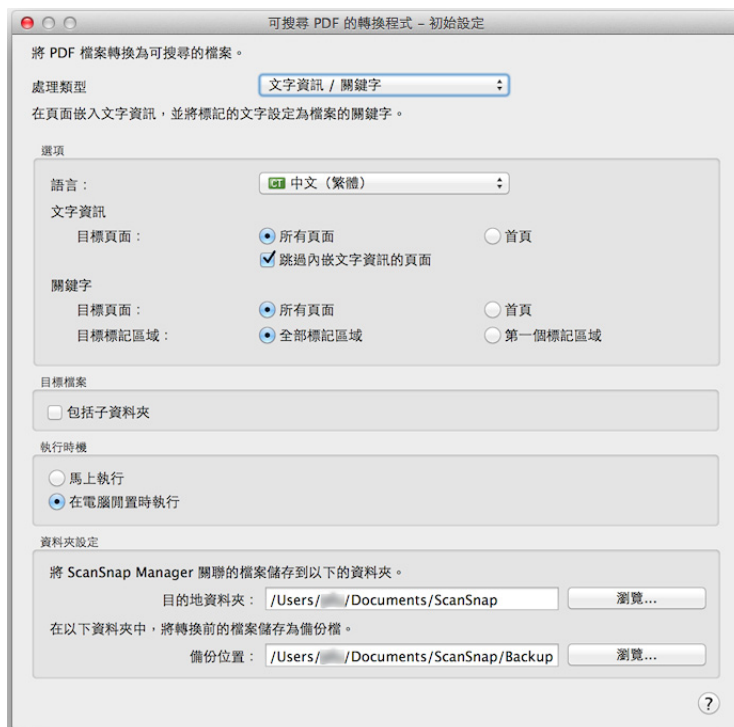 可搜尋 PDF 的轉換程式 – 初始設定
將 PDF 檔案轉換為可搜尋的檔案。
處理類型 文字資訊 / 關鍵字
在頁面嵌入文字資訊，並將標記的文字設定為檔案的關鍵字。
選項
語言： CT 中文（繁體）
文字資訊
目標頁面： 所有頁面 首頁
跳過內嵌文字資訊的頁面
關鍵字
目標頁面： 所有頁面 首頁
目標標記區域： 全部標記區域 第一個標記區域
目標檔案
包括子資料夾
執行時機
馬上執行
在電腦閒置時執行
資料夾設定
將 ScanSnap Manager 關聯的檔案儲存到以下的資料夾。
目的地資料夾： /Users/ /Documents/ScanSnap 瀏覽...
在以下資料夾中，將轉換前的檔案儲存為備份檔。
備份位置： /Users/ /Documents/ScanSnap/Backup 瀏覽...
?